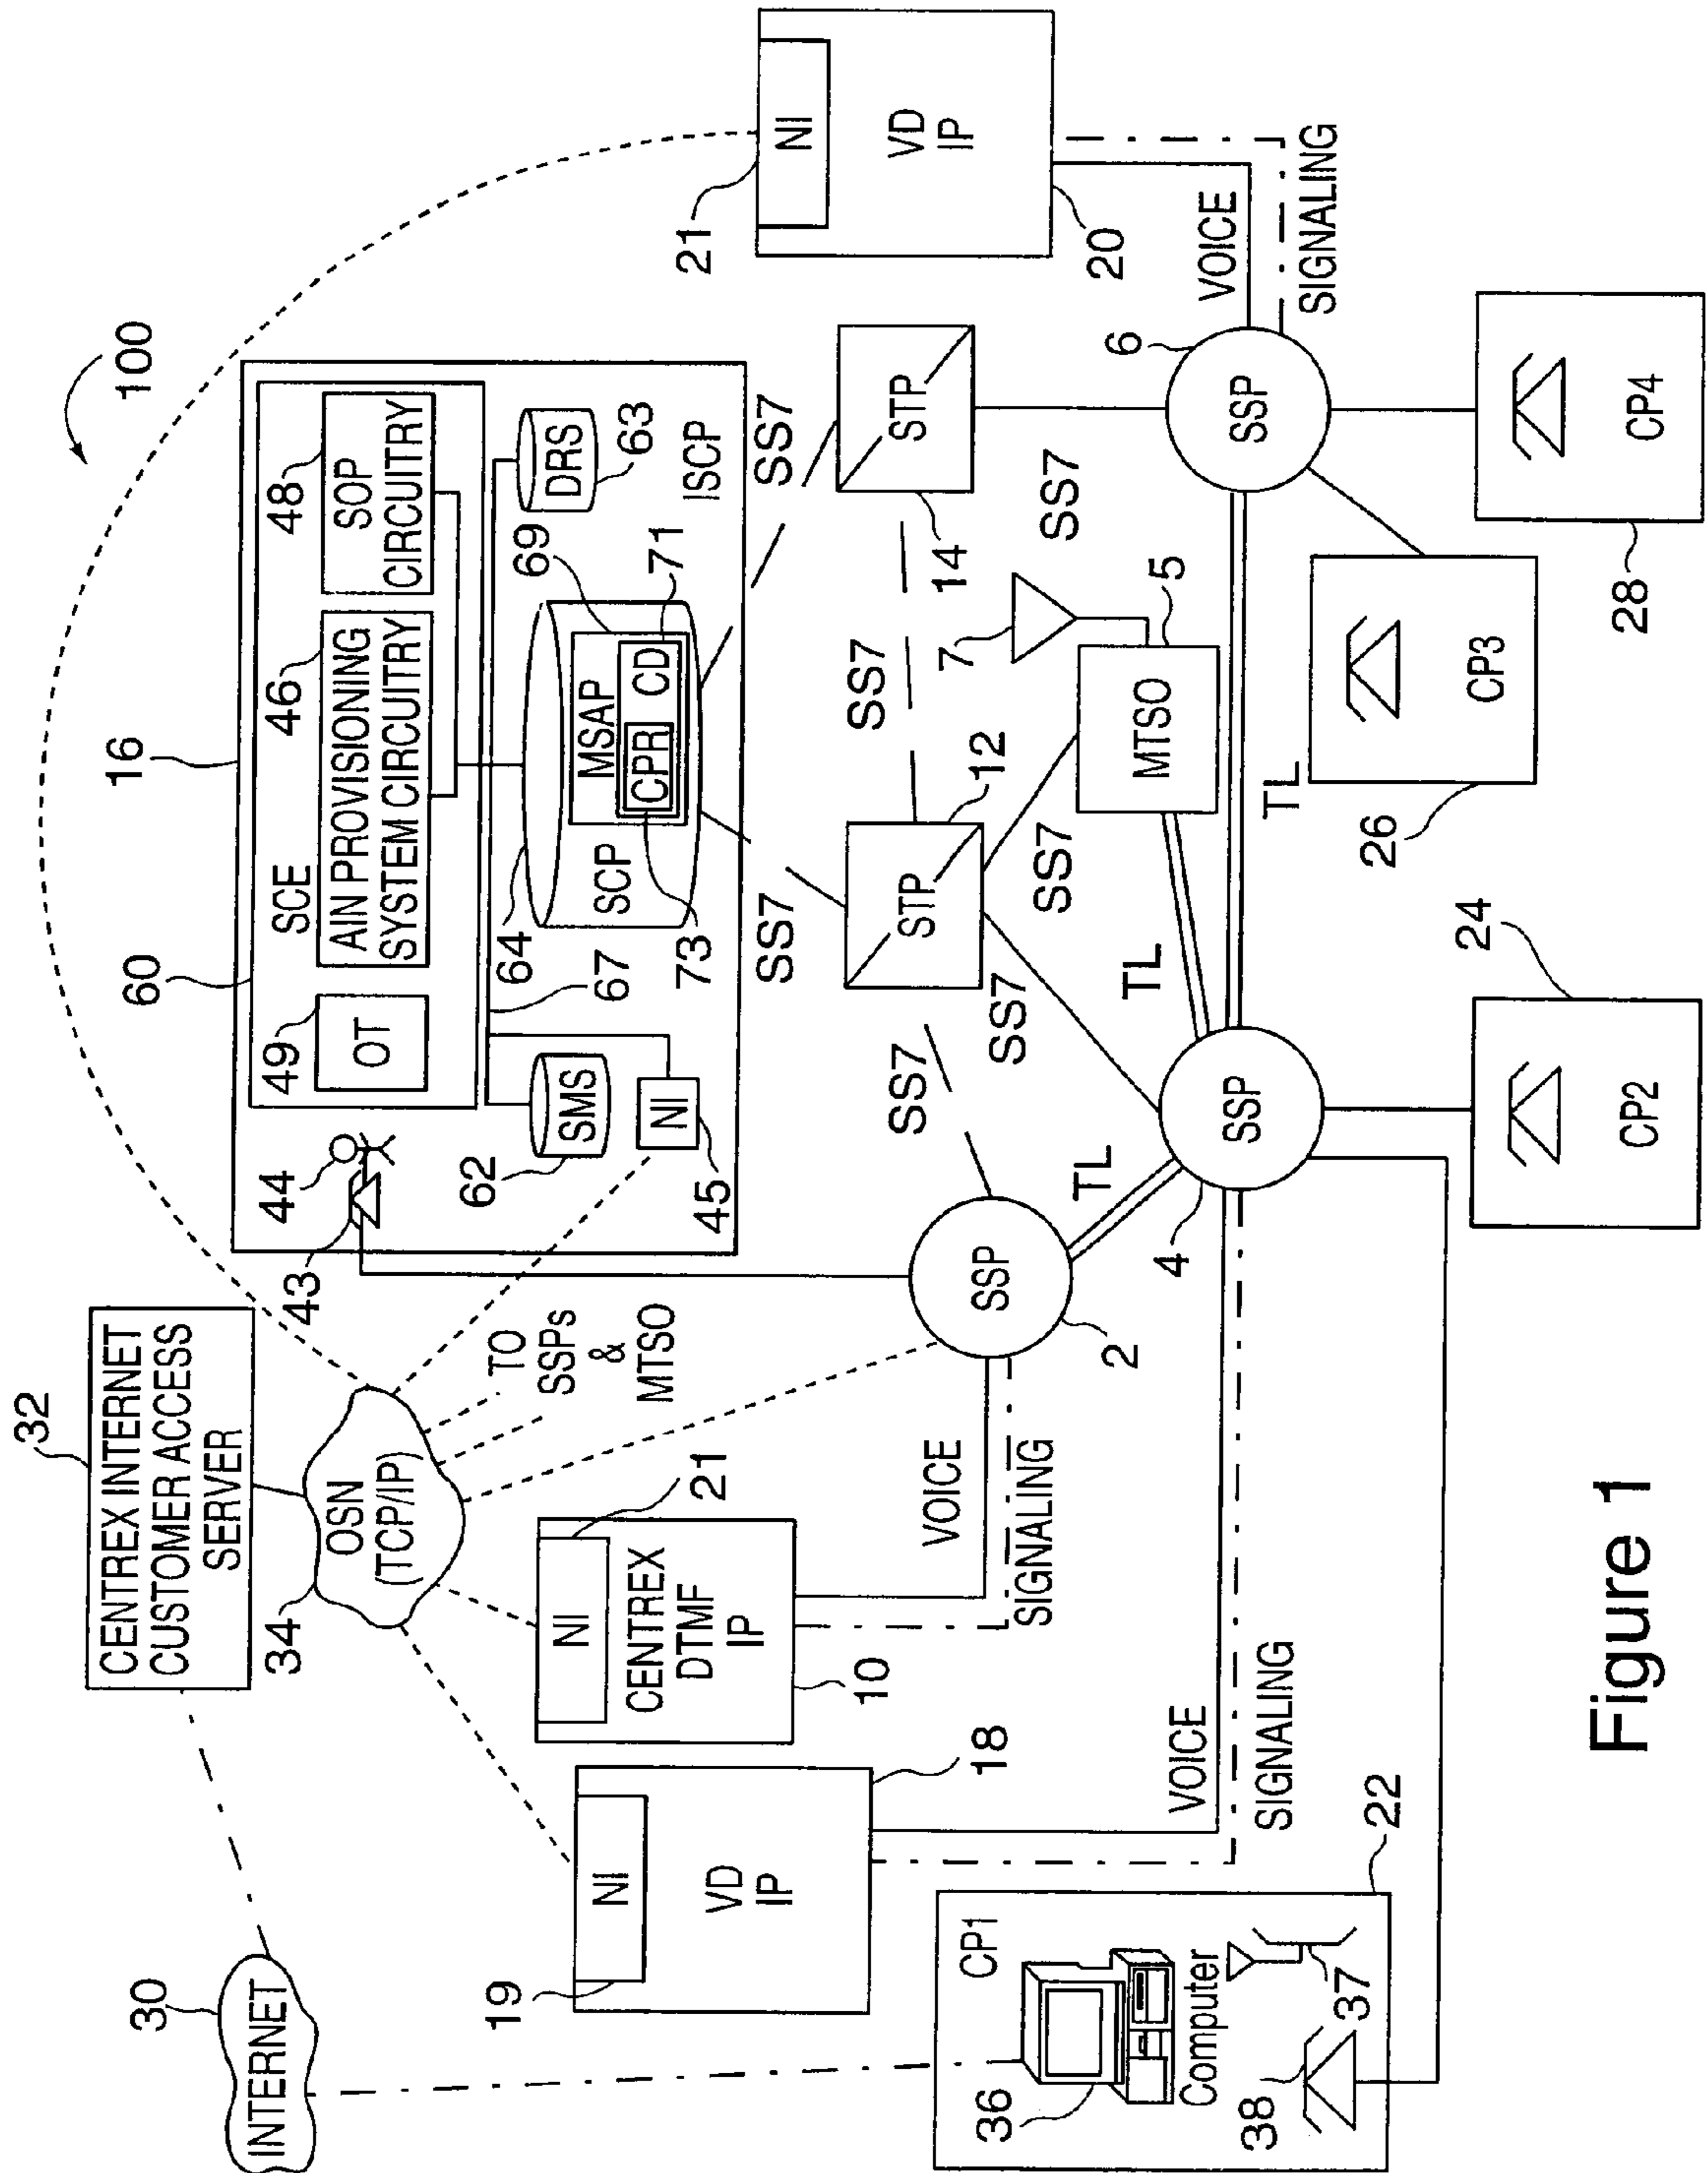 100
INTERNET
30
CENTREX INTERNET
CUSTOMER ACCESS
SERVER
32
OSN
(TCP/IP)
34
TO
SSPs
&
MTSO
16
60
SCE
49
OT
46
AIN PROVISIONING
SYSTEM CIRCUITRY
48
SOP
CIRCUITRY
44
43
62
SMS
NI
45
67
64
SCP
MSAP
CPR
CD
73
69
71
DRS
63
ISCP
NI
19
VD
IP
18
NI
21
CENTREX
DTMF
IP
10
NI
21
VD
IP
20
VOICE
SIGNALING
VOICE
SIGNALING
VOICE
SIGNALING
SS7
SS7
SS7
SS7
SS7
SS7
SS7
STP
12
STP
14
SSP
2
SSP
4
SSP
6
TL
TL
TL
MTSO
5
7
CP1
36
Computer
37
38
22
CP2
24
CP3
26
CP4
28
Figure 1